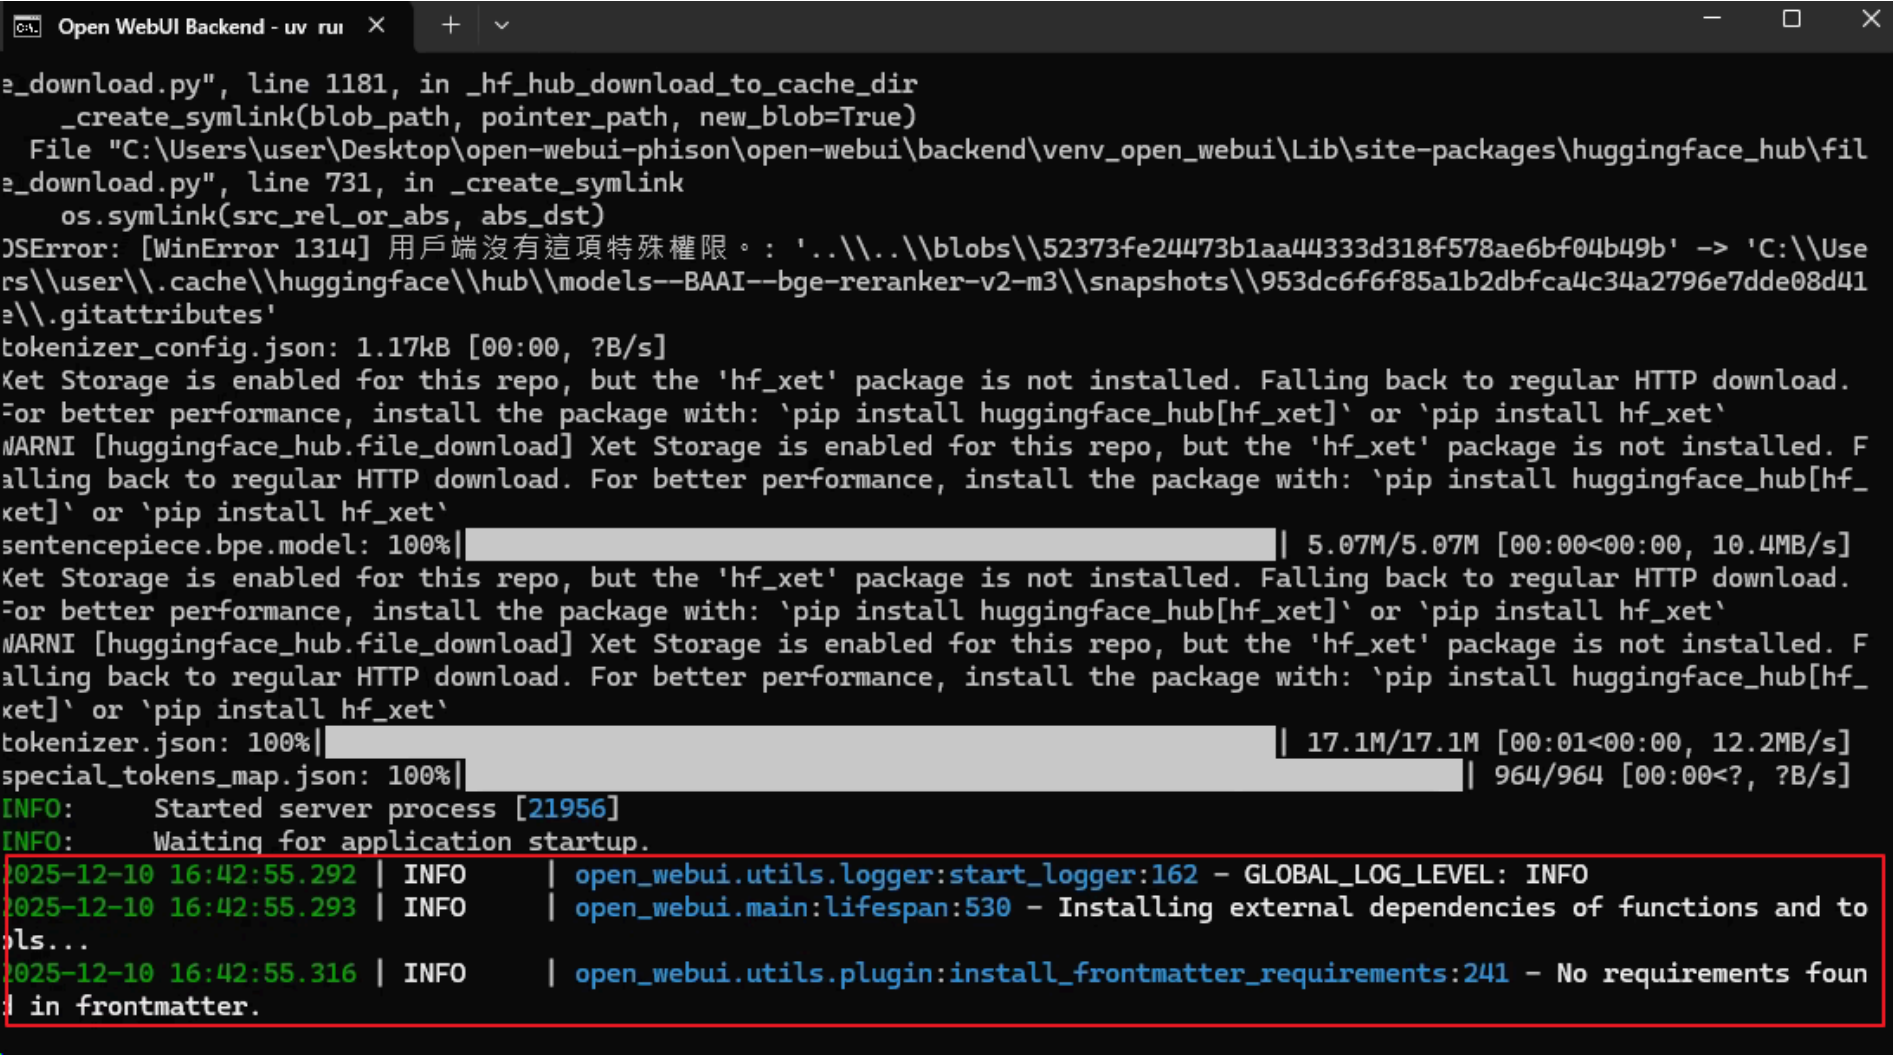 Open WebUI Backend - uv run
e_download.py", line 1181, in _hf_hub_download_to_cache_dir
    _create_symlink(blob_path, pointer_path, new_blob=True)
  File "C:\Users\user\Desktop\open-webui-phison\open-webui\backend\venv_open_webui\Lib\site-packages\huggingface_hub\fil
e_download.py", line 731, in _create_symlink
    os.symlink(src_rel_or_abs, abs_dst)
OSError: [WinError 1314] 用戶端沒有這項特殊權限。: '..\\..\\blobs\\52373fe24473b1aa44333d318f578ae6bf04b49b' -> 'C:\\Use
rs\\user\\.cache\\huggingface\\hub\\models--BAAI--bge-reranker-v2-m3\\snapshots\\953dc6f6f85a1b2dbfca4c34a2796e7dde08d41
e\\.gitattributes'
tokenizer_config.json: 1.17kB [00:00, ?B/s]
Xet Storage is enabled for this repo, but the 'hf_xet' package is not installed. Falling back to regular HTTP download.
For better performance, install the package with: `pip install huggingface_hub[hf_xet]` or `pip install hf_xet`
WARNI [huggingface_hub.file_download] Xet Storage is enabled for this repo, but the 'hf_xet' package is not installed. F
alling back to regular HTTP download. For better performance, install the package with: `pip install huggingface_hub[hf_
xet]` or `pip install hf_xet`
sentencepiece.bpe.model: 100%| | 5.07M/5.07M [00:00<00:00, 10.4MB/s]
Xet Storage is enabled for this repo, but the 'hf_xet' package is not installed. Falling back to regular HTTP download.
For better performance, install the package with: `pip install huggingface_hub[hf_xet]` or `pip install hf_xet`
WARNI [huggingface_hub.file_download] Xet Storage is enabled for this repo, but the 'hf_xet' package is not installed. F
alling back to regular HTTP download. For better performance, install the package with: `pip install huggingface_hub[hf_
xet]` or `pip install hf_xet`
tokenizer.json: 100%| | 17.1M/17.1M [00:01<00:00, 12.2MB/s]
special_tokens_map.json: 100%| | 964/964 [00:00<?, ?B/s]
INFO:     Started server process [21956]
INFO:     Waiting for application startup.
2025-12-10 16:42:55.292 | INFO     | open_webui.utils.logger:start_logger:162 - GLOBAL_LOG_LEVEL: INFO
2025-12-10 16:42:55.293 | INFO     | open_webui.main:lifespan:530 - Installing external dependencies of functions and to
ols...
2025-12-10 16:42:55.316 | INFO     | open_webui.utils.plugin:install_frontmatter_requirements:241 - No requirements foun
d in frontmatter.